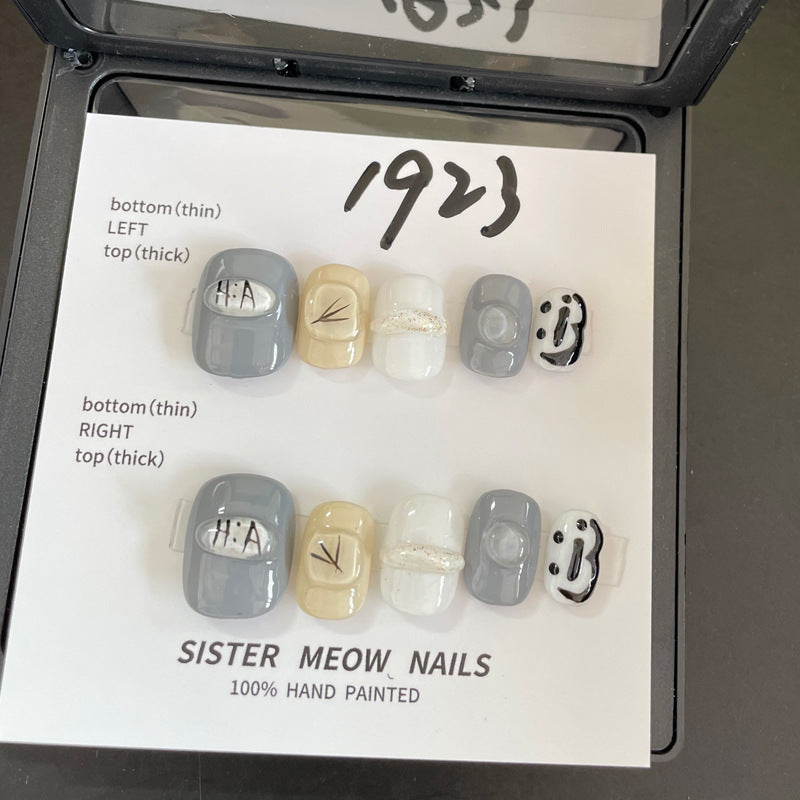 1923
bottom(thin)
LEFT
top(thick)
H:A
bottom(thin)
RIGHT
top(thick)
H:A
SISTER MEOW NAILS
100% HAND PAINTED